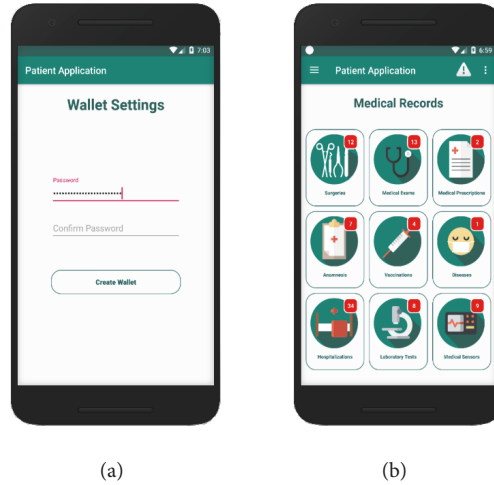 7:03
Patient Application
Wallet Settings
Password
Confirm Password
Create Wallet
(a)
6:59
Patient Application
Medical Records
12
13
2
Surgeries
Medical Exams
Medical Prescriptions
7
4
1
Anamnesis
Vaccinations
Diseases
24
8
9
Hospitalizations
Laboratory Tests
Medical Sensors
(b)